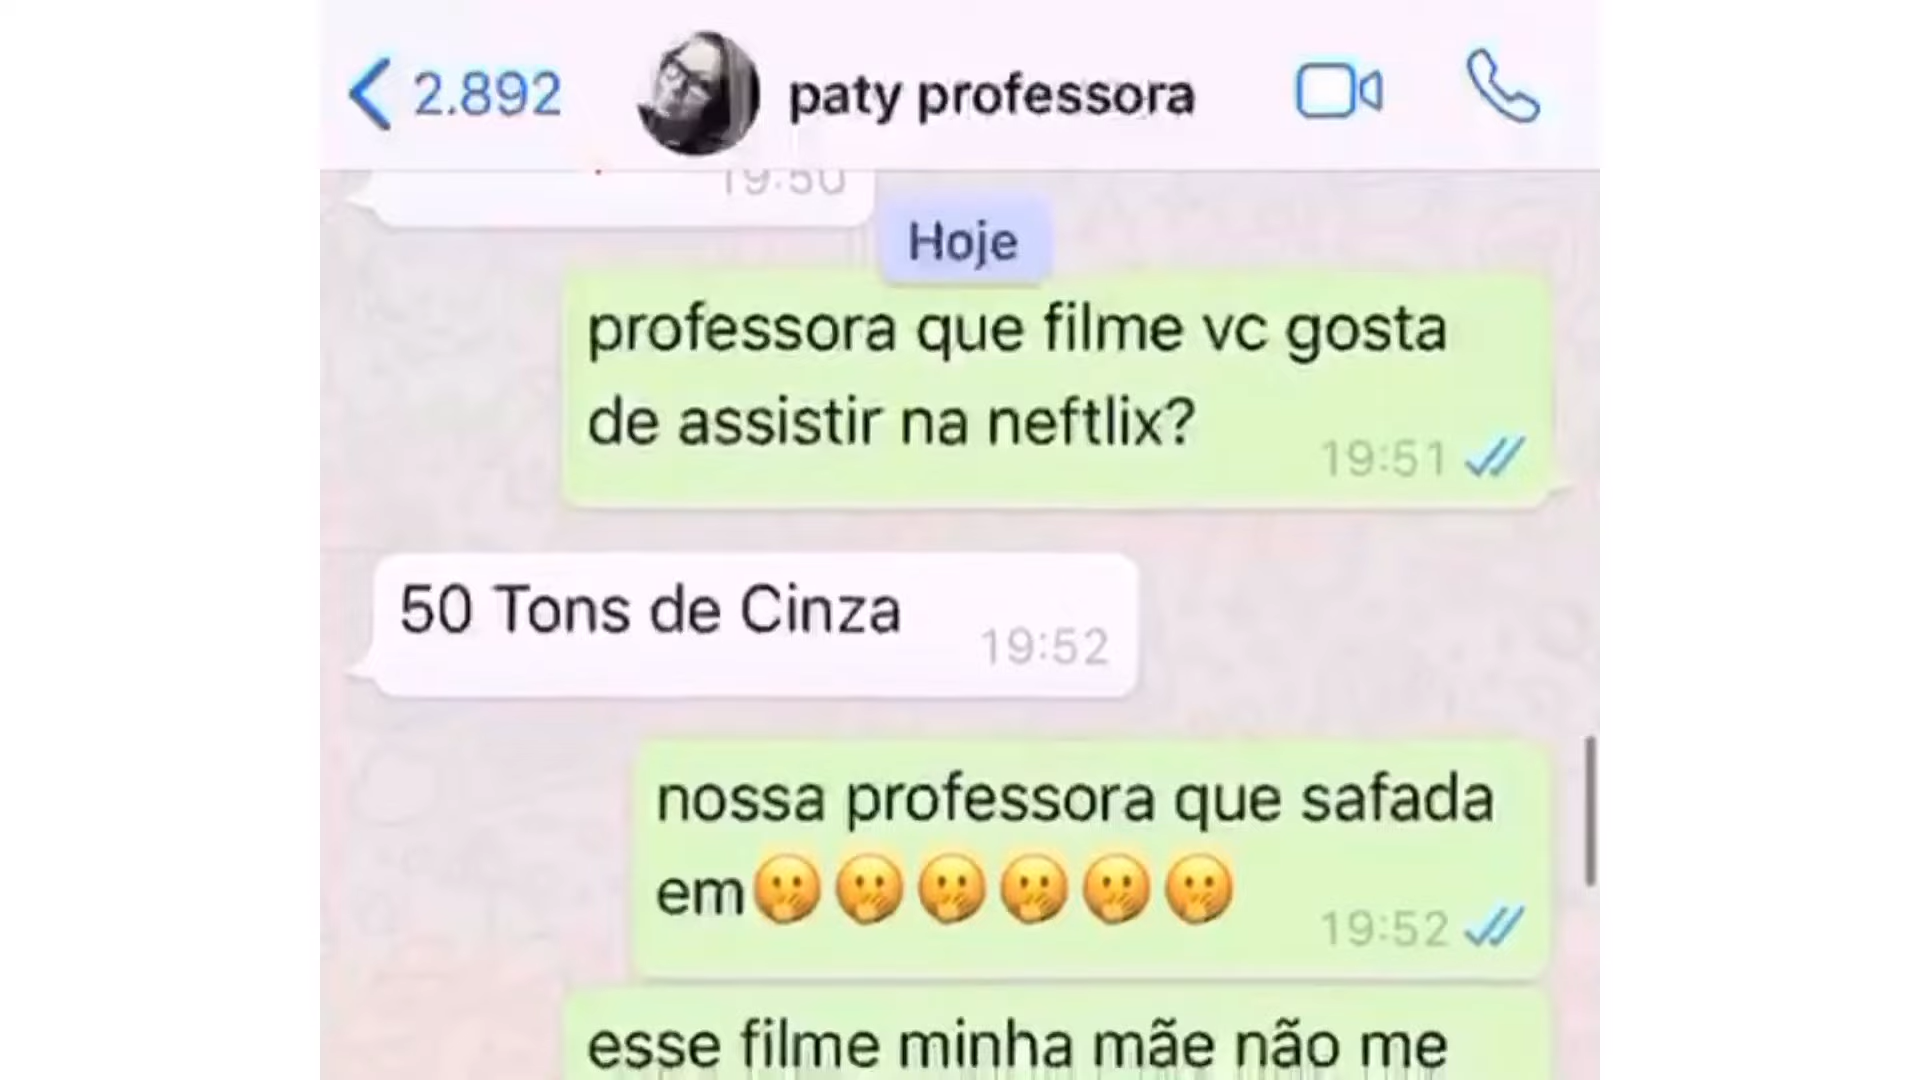 2.892
paty professora
19:50
Hoje
professora que filme vc gosta
de assistir na neftlix?
19:51
50 Tons de Cinza
19:52
nossa professora que safada
em🤭🤭🤭🤭🤭🤭
19:52
esse filme minha mãe não me